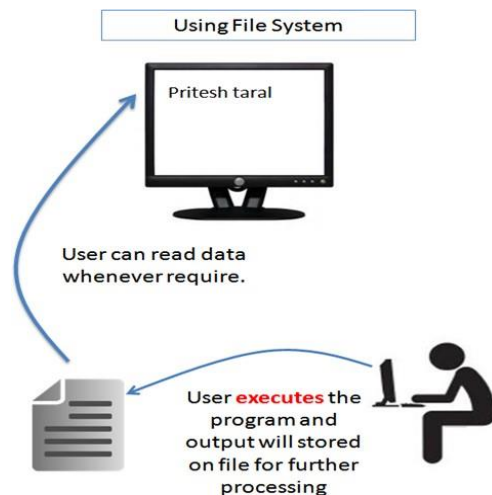 Using File System
Pritesh taral
User can read data
whenever require.
User executes the
program and
output will stored
on file for further
processing